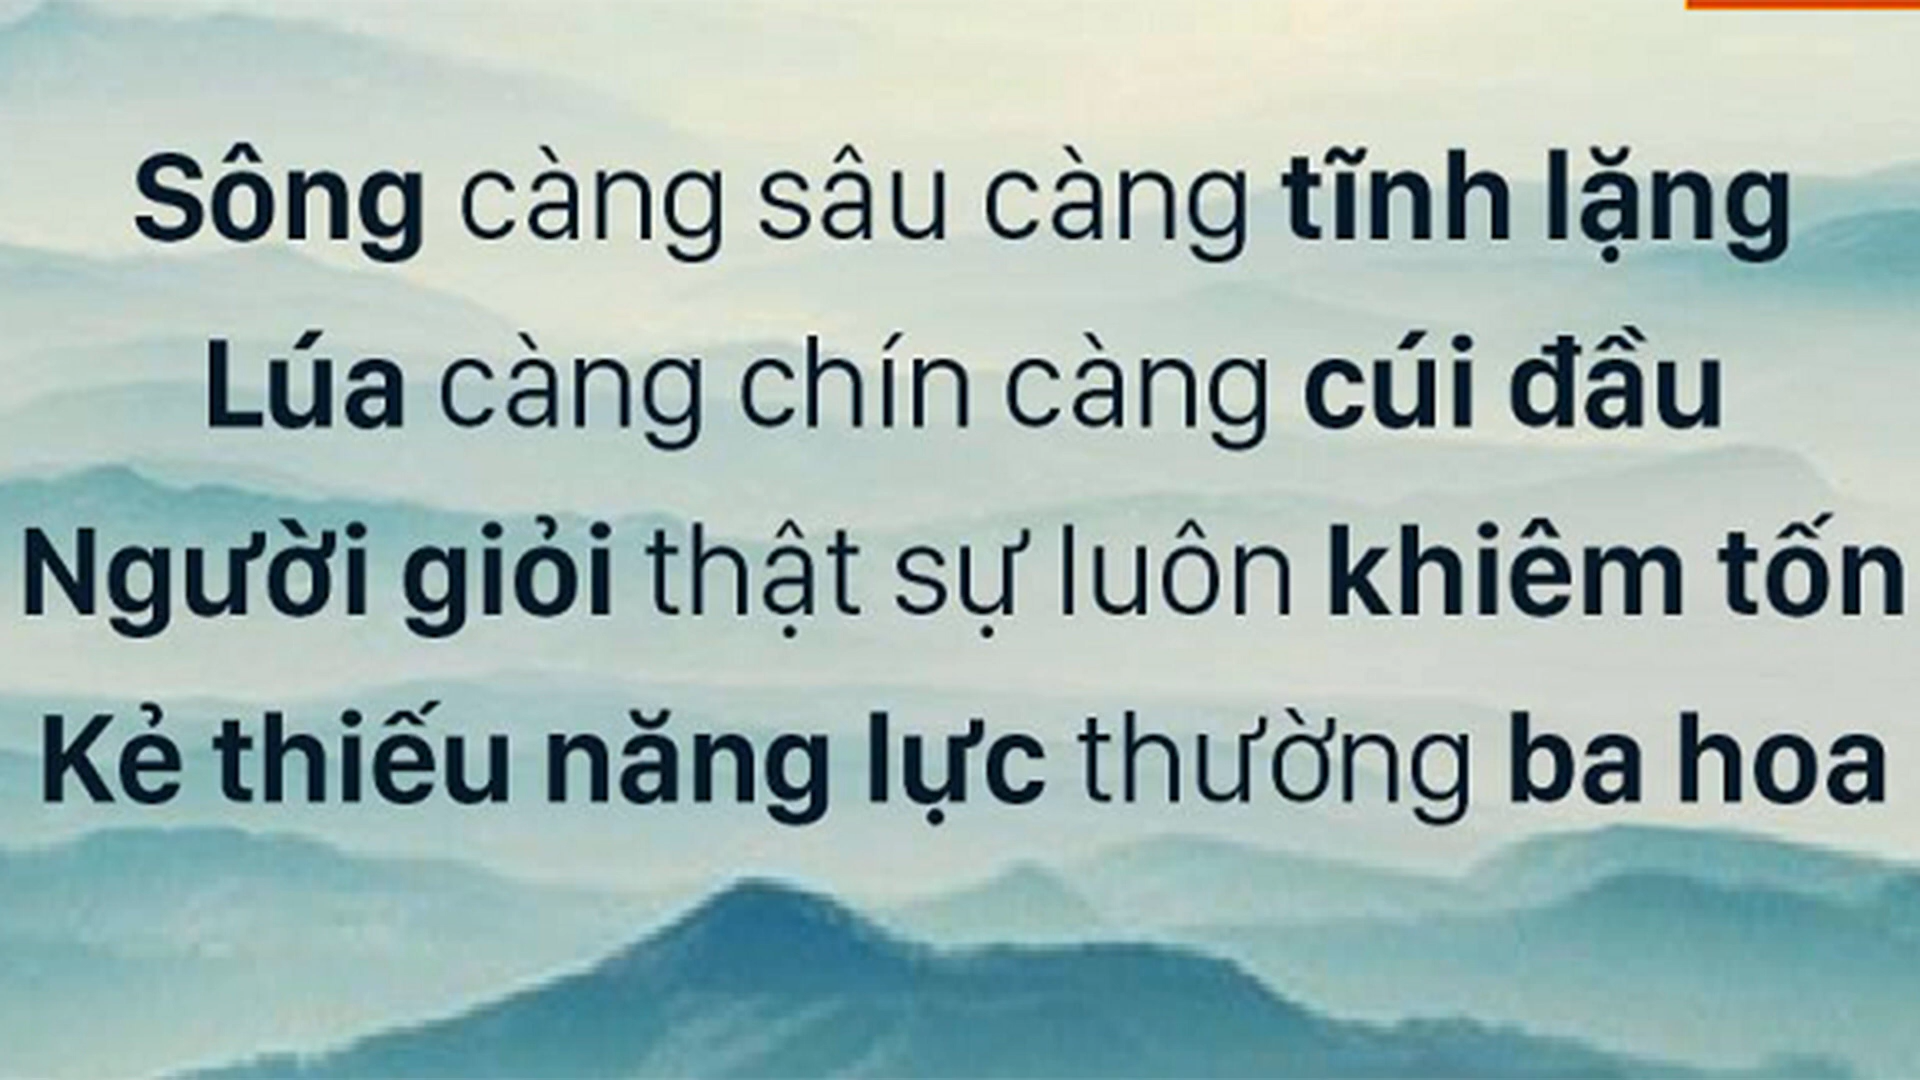 Sông càng sâu càng tĩnh lặng
Lúa càng chín càng cúi đầu
Người giỏi thật sự luôn khiêm tốn
Kẻ thiếu năng lực thường ba hoa